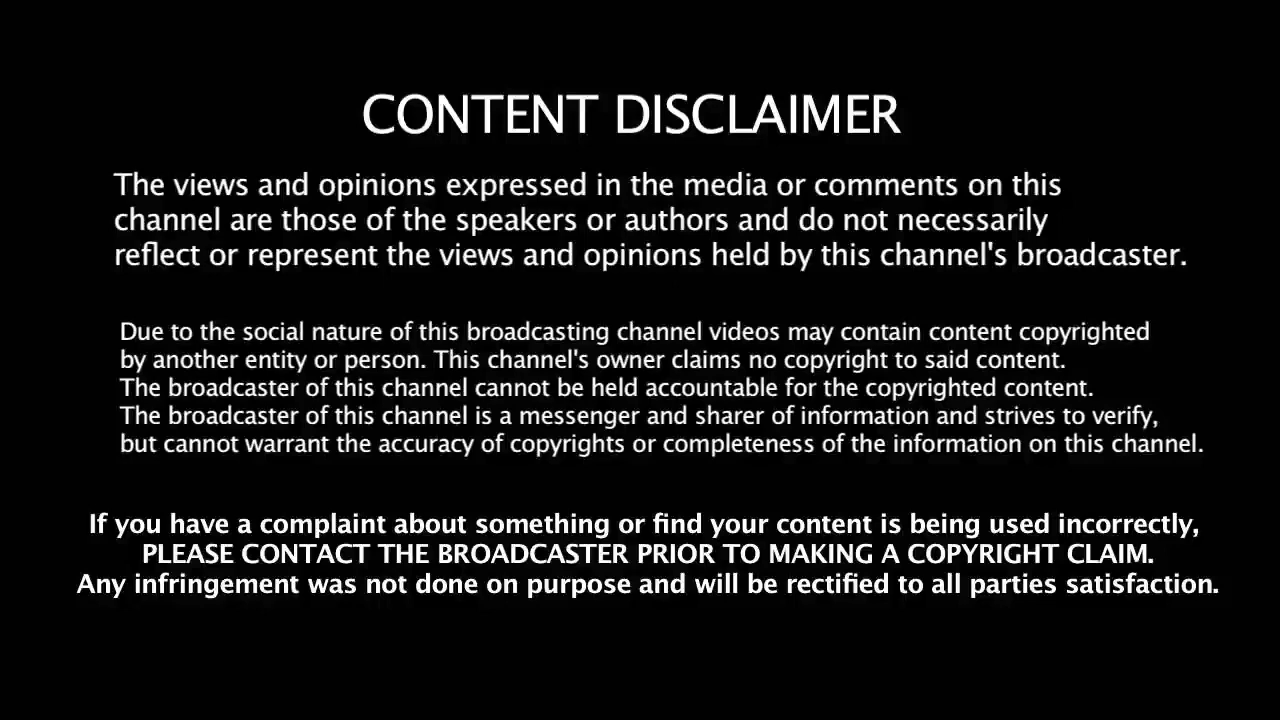 CONTENT DISCLAIMER
The views and opinions expressed in the media or comments on this
channel are those of the speakers or authors and do not necessarily
reflect or represent the views and opinions held by this channel's broadcaster.
Due to the social nature of this broadcasting channel videos may contain content copyrighted
by another entity or person. This channel's owner claims no copyright to said content.
The broadcaster of this channel cannot be held accountable for the copyrighted content.
The broadcaster of this channel is a messenger and sharer of information and strives to verify,
but cannot warrant the accuracy of copyrights or completeness of the information on this channel.
If you have a complaint about something or find your content is being used incorrectly,
PLEASE CONTACT THE BROADCASTER PRIOR TO MAKING A COPYRIGHT CLAIM.
Any infringement was not done on purpose and will be rectified to all parties satisfaction.